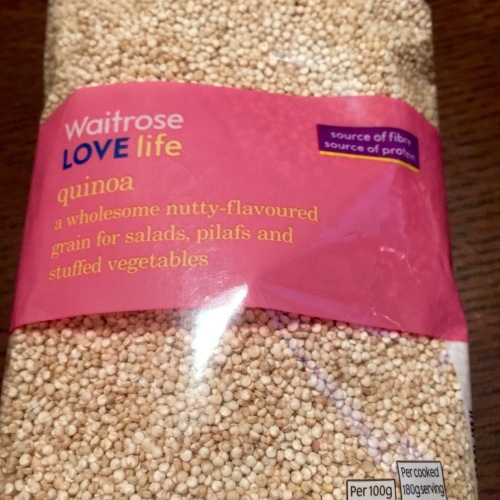 Waitrose
LOVE life
quinoa
a wholesome nutty-flavoured
grain for salads, pilafs and
stuffed vegetables
source of fibre
source of protein
Per 100g
Per cooked
180g serving